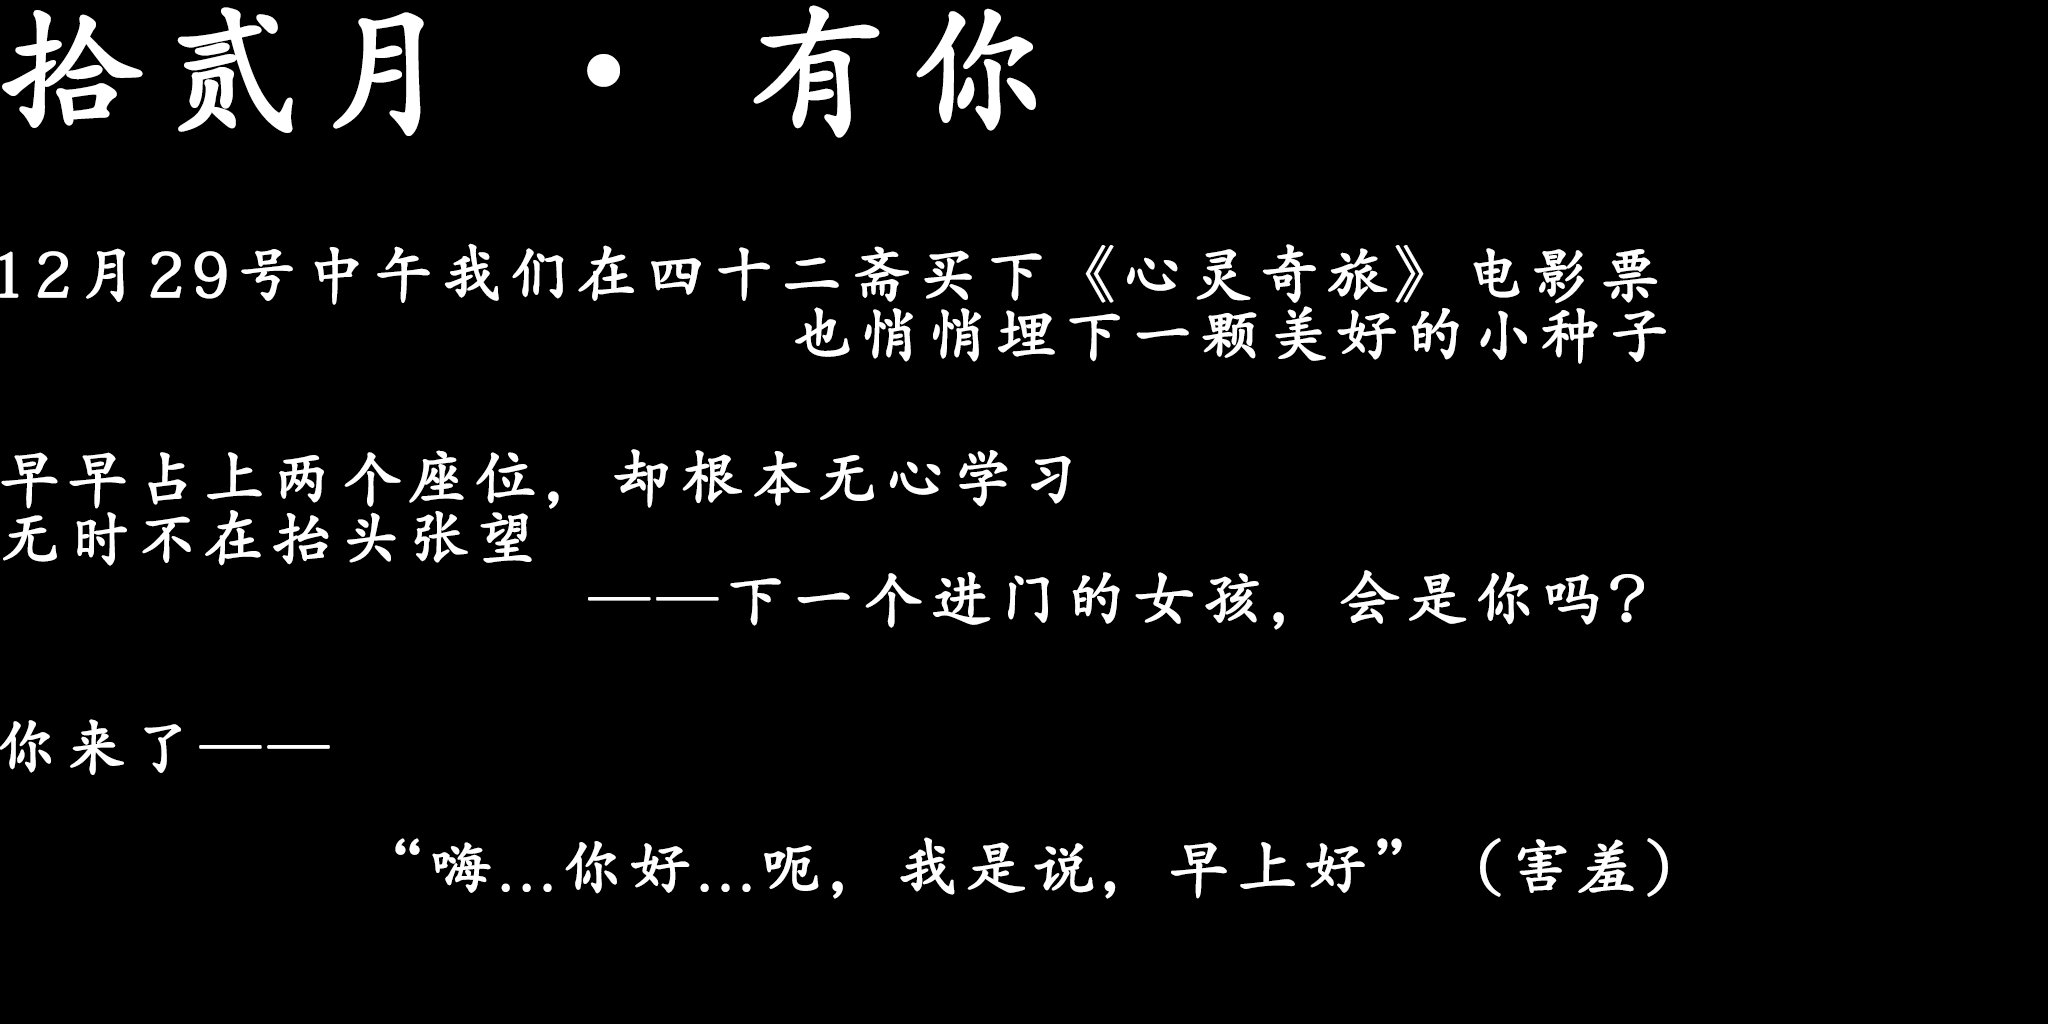 拾贰月 · 有你
12月29号中午我们在四十二斋买下《心灵奇旅》电影票
也悄悄埋下一颗美好的小种子
早早占上两个座位，却根本无心学习
无时不在抬头张望
——下一个进门的女孩，会是你吗？
你来了——
“嗨...你好...呃，我是说，早上好”（害羞）